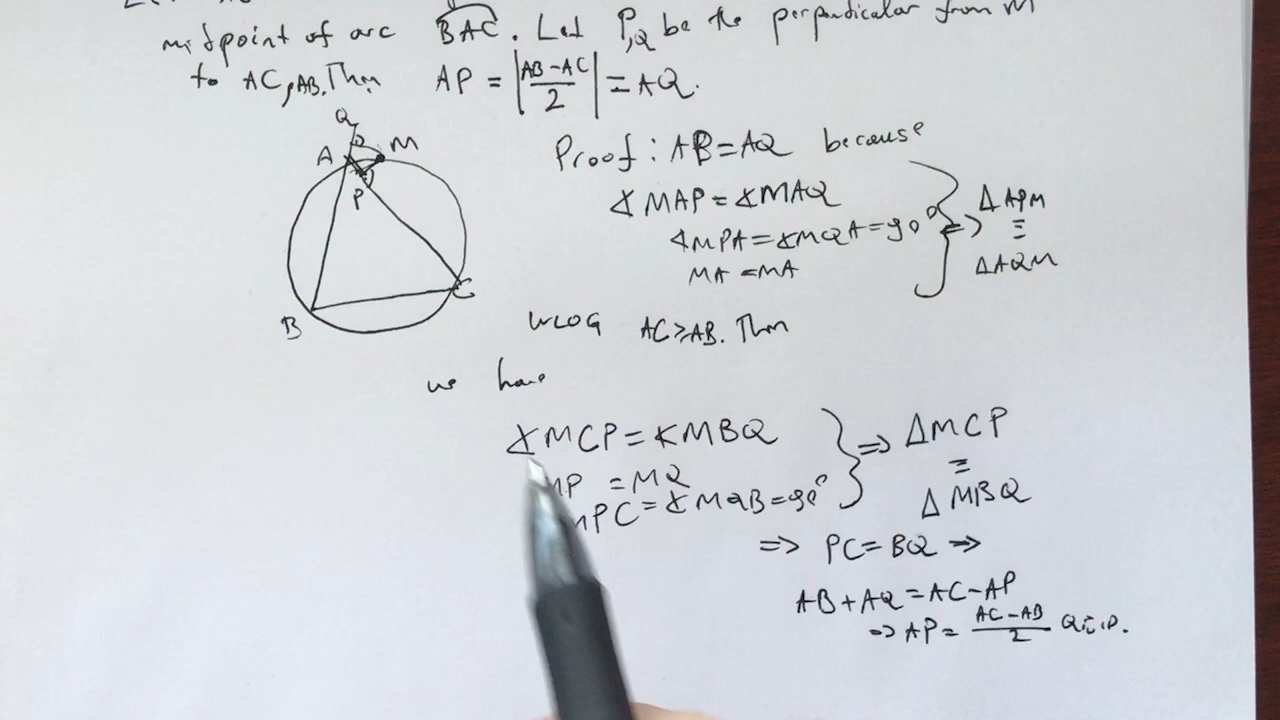 midpoint of arc BAC. Let P,Q be the perpendicular from M
to AC, AB. Then AP = |AB-AC/2| = AQ.
Q
A M
P
B C
Proof: AP=AQ because
∡MAP=∡MAQ
∡MPA=∡MQA=90° => ΔAPM
MA=MA ≡
ΔAQM
WLOG AC>AB. Then
we have
∡MCP=∡MBQ => ΔMCP
MP=MQ ≡
MPC=∡MQB=90° ΔMBQ
=> PC=BQ =>
AB+AQ=AC-AP
=> AP= AC-AB/2 Q.E.D.